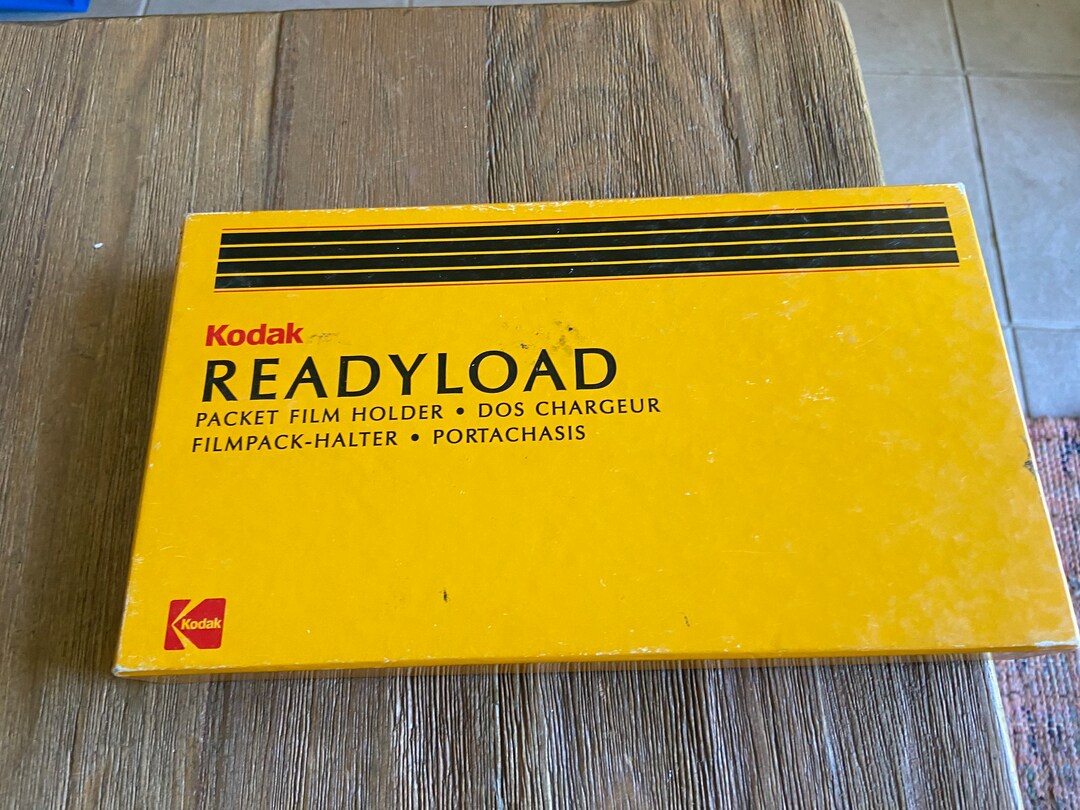 Kodak
READYLOAD
PACKET FILM HOLDER • DOS CHARGEUR
FILMPACK-HALTER • PORTACHASIS
Kodak